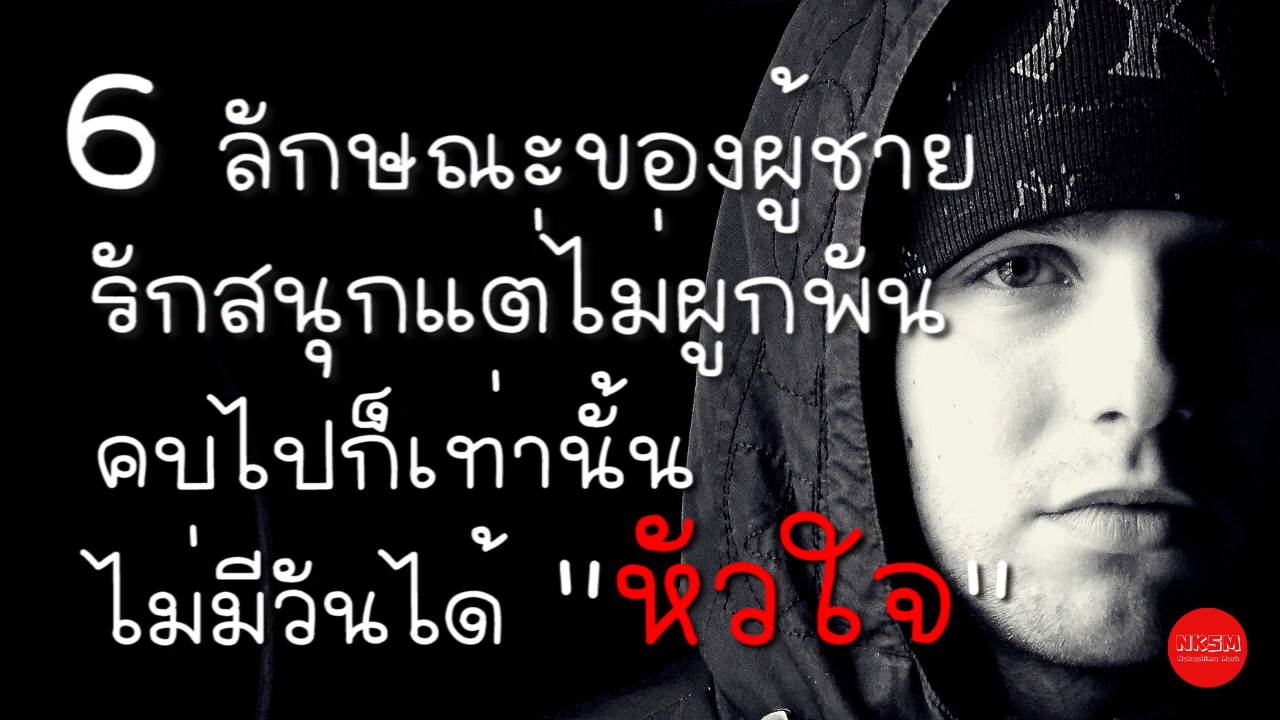 6 ลักษณะของผู้ชาย
รักสนุกแต่ไม่ผูกพัน
คบไปก็เท่านั้น
ไม่มีวันได้ "หัวใจ"
NKSM
Nakashima Mark